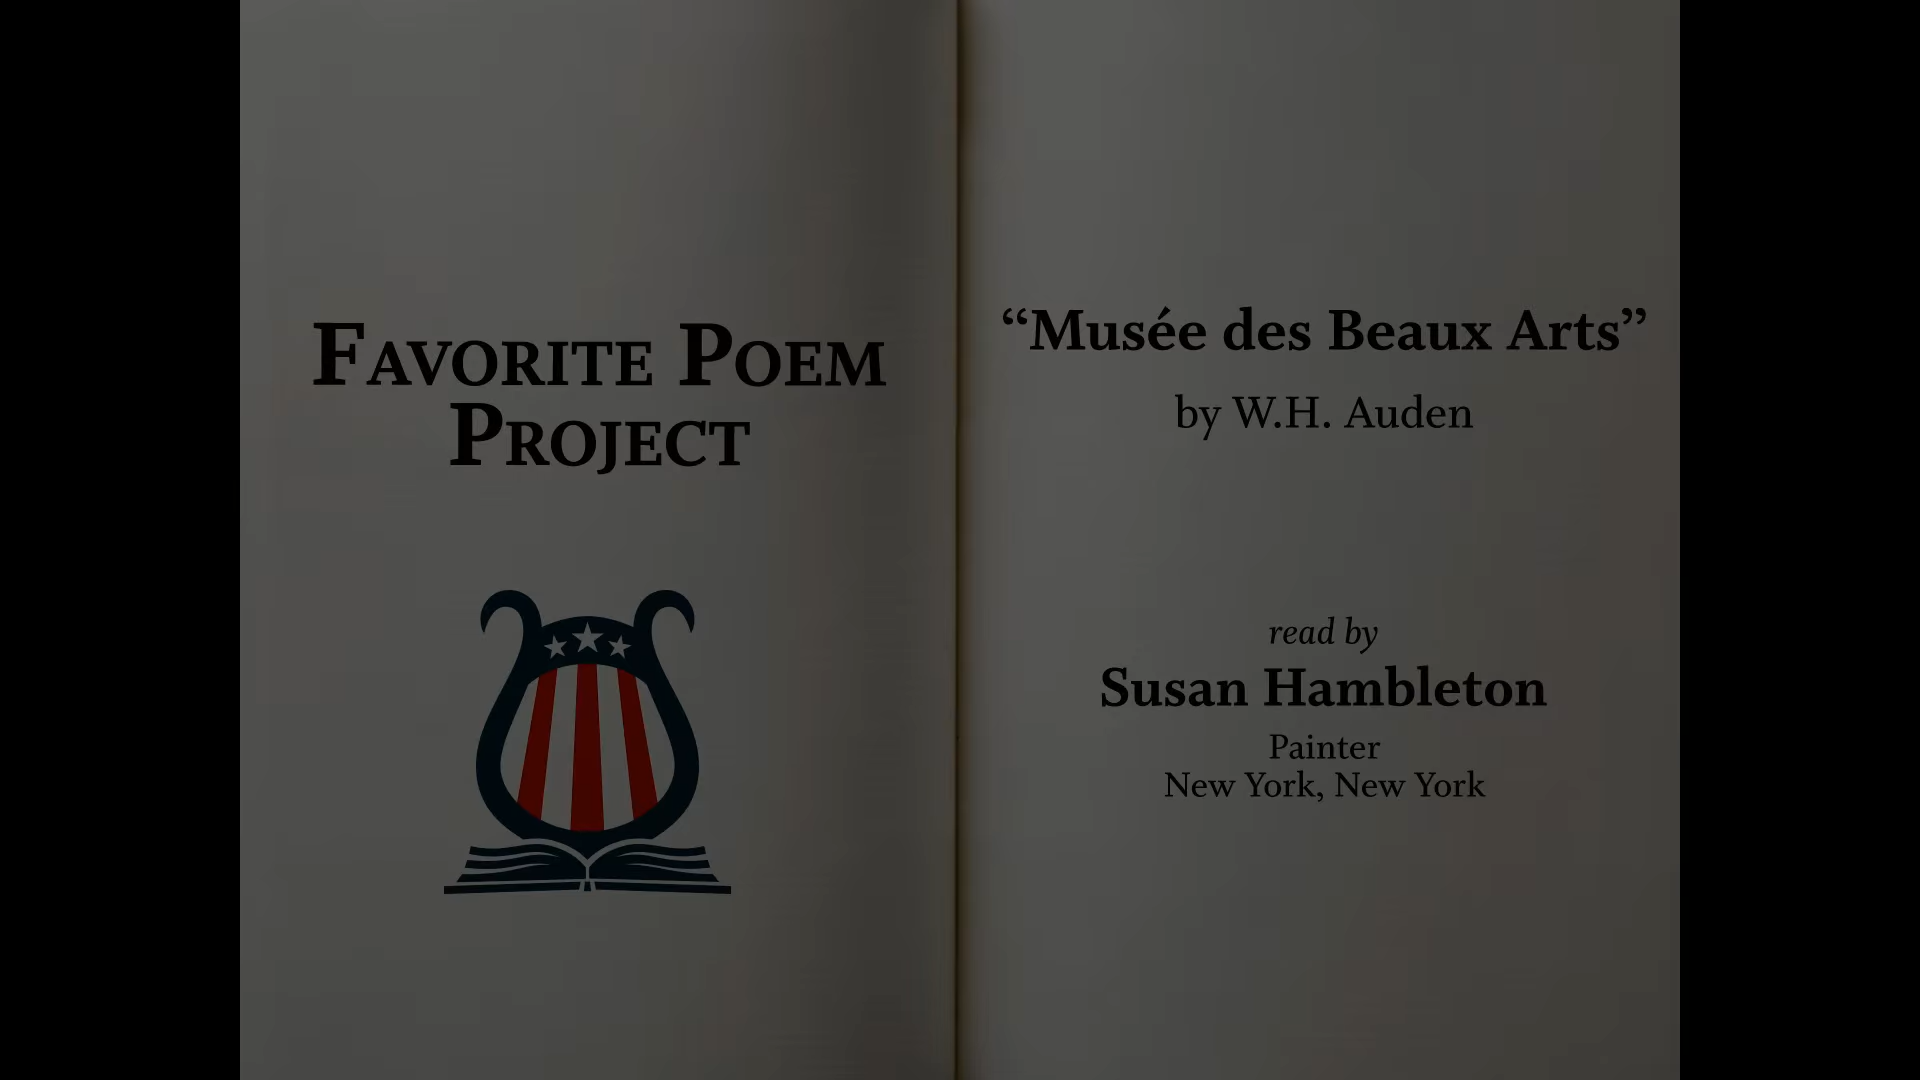 FAVORITE POEM
PROJECT
“Musée des Beaux Arts”
by W.H. Auden
read by
Susan Hambleton
Painter
New York, New York